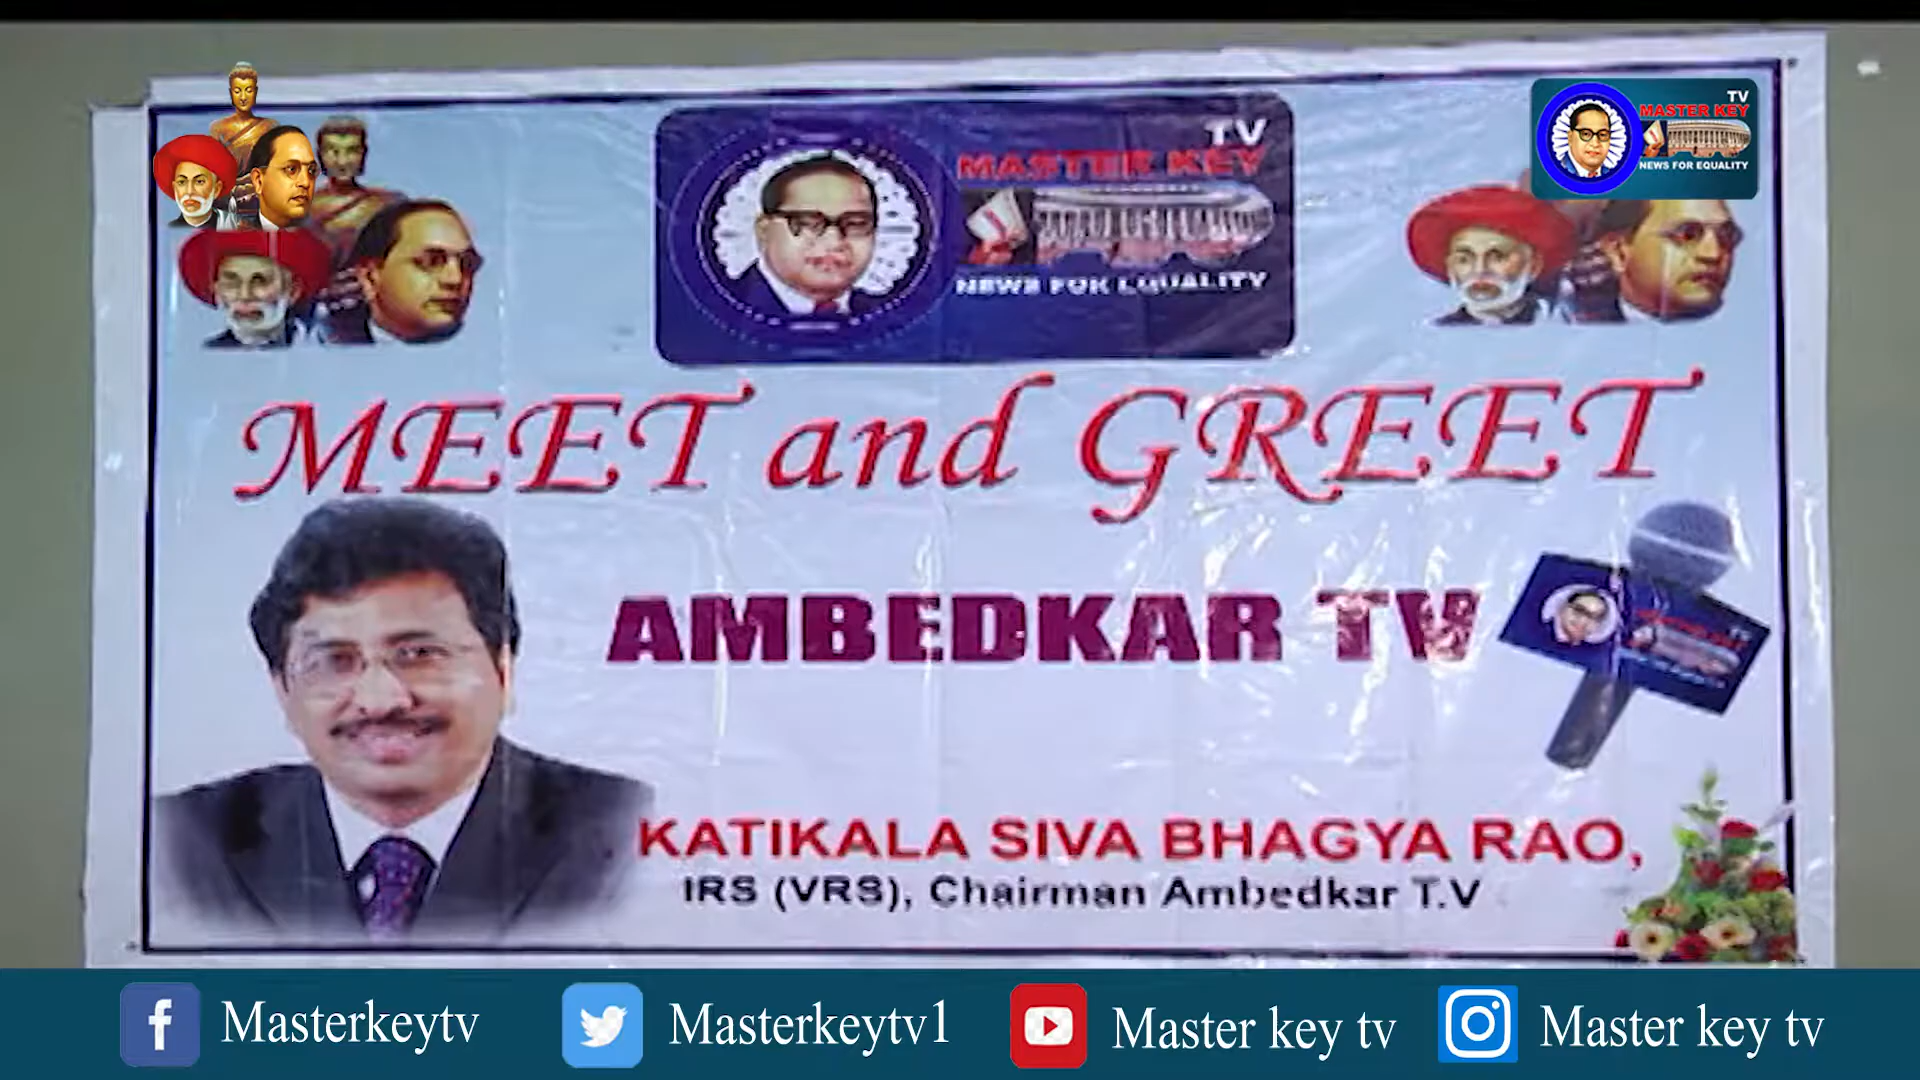 TV
MASTER KEY
NEWS FOR EQUALITY
TV
MASTER KEY
NEWS FOR EQUALITY
MEET and GREET
AMBEDKAR TV
KATIKALA SIVA BHAGYA RAO,
IRS (VRS), Chairman Ambedkar T.V
Masterkeytv
Masterkeytv1
Master key tv
Master key tv